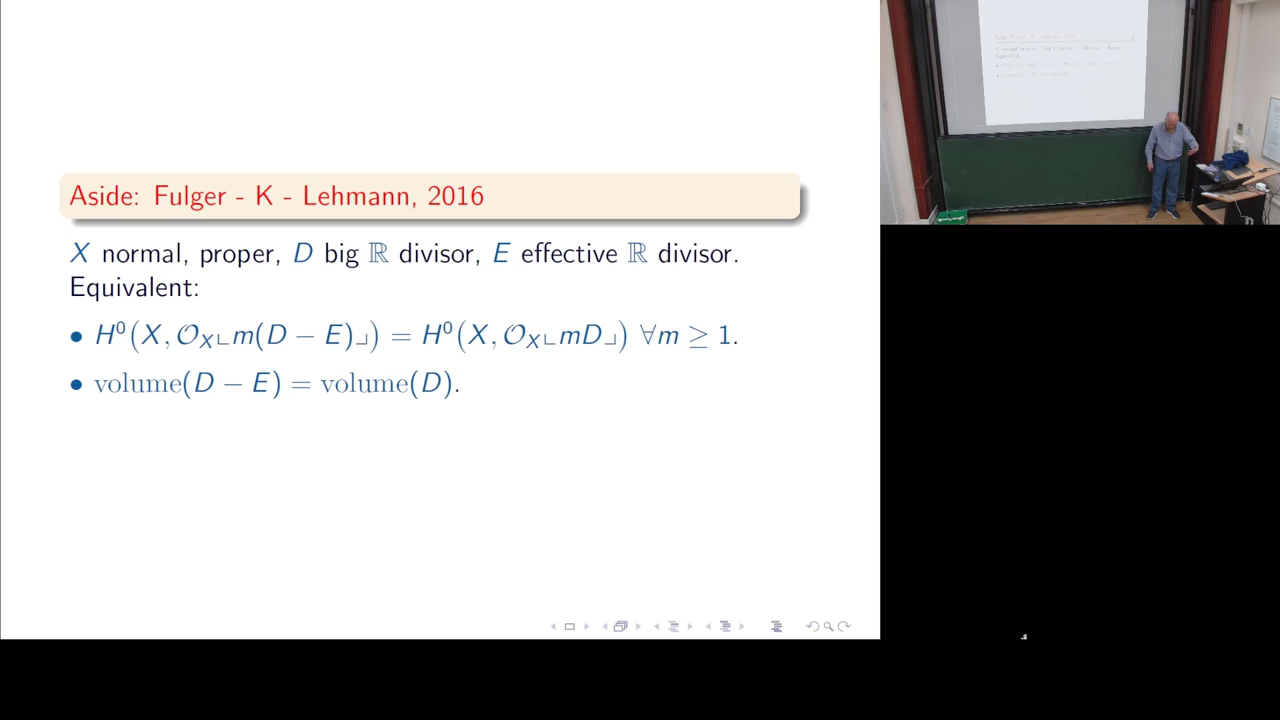 Aside: Fulger - K - Lehmann, 2016
X normal, proper, D big ℝ divisor, E effective ℝ divisor.
Equivalent:
• H⁰(X, 𝒪_X⌞m(D − E)⌟) = H⁰(X, 𝒪_X⌞mD⌟) ∀m ≥ 1.
• volume(D − E) = volume(D).